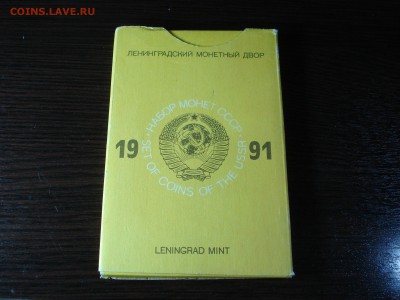 COINS.LAVE.RU
ЛЕНИНГРАДСКИЙ МОНЕТНЫЙ ДВОР
НАБОР МОНЕТ СССР
19 91
SET OF COINS OF THE USSR
LENINGRAD MINT